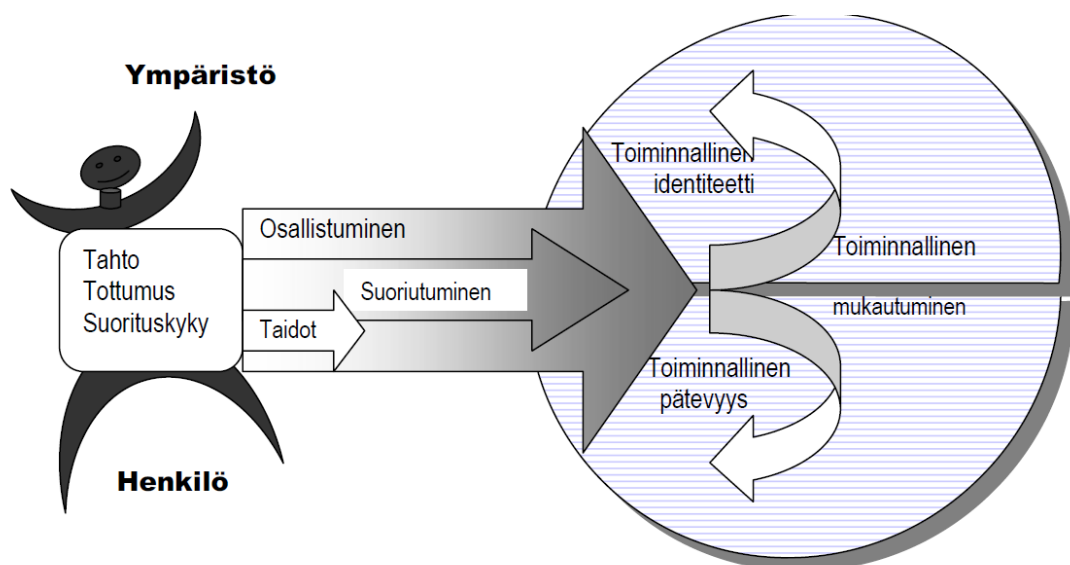 Ympäristö
Tahto
Tottumus
Suorituskyky
Henkilö
Osallistuminen
Suoriutuminen
Taidot
Toiminnallinen
identiteetti
Toiminnallinen
mukautuminen
Toiminnallinen
pätevyys